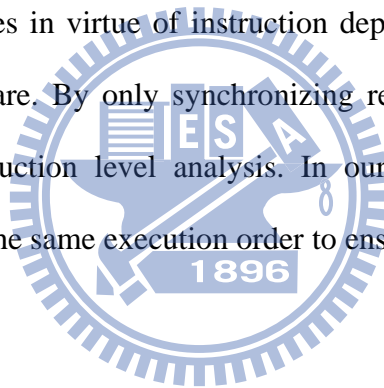 es in virtue of instruction dep
are. By only synchronizing re
ES A
uction level analysis. In our
he same execution order to ens
1896